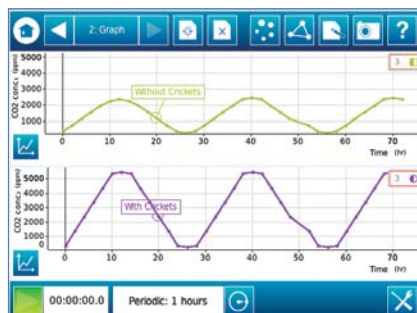 2: Graph
?
5000
4000
3000
2000
1000
CO2 conc. (ppm)
Without Crickets
3
0 10 20 30 40 50 60 70
Time (hr)
5000
4000
3000
2000
1000
0
CO2 conc. (ppm)
With Crickets
3
0 10 20 30 40 50 60 70
Time (hr)
00:00:00.0
Periodic: 1 hours